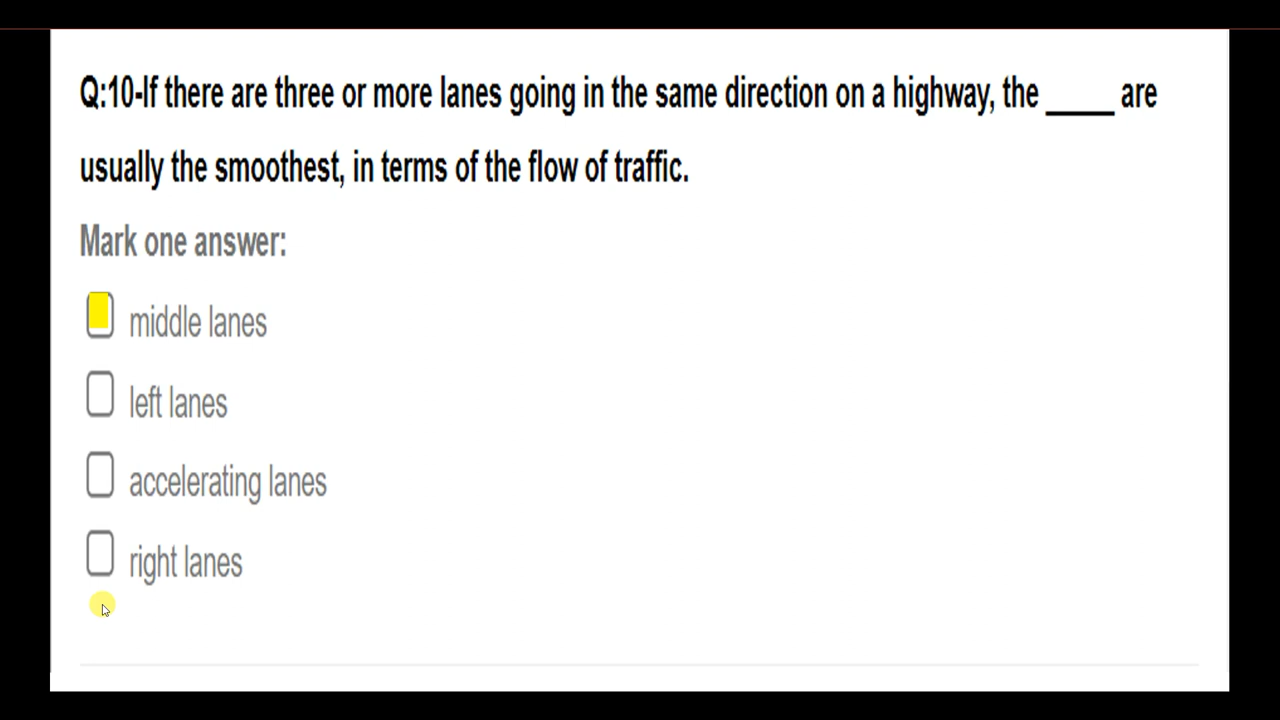 Q:10-If there are three or more lanes going in the same direction on a highway, the _____ are
usually the smoothest, in terms of the flow of traffic.
Mark one answer:
middle lanes
left lanes
accelerating lanes
right lanes